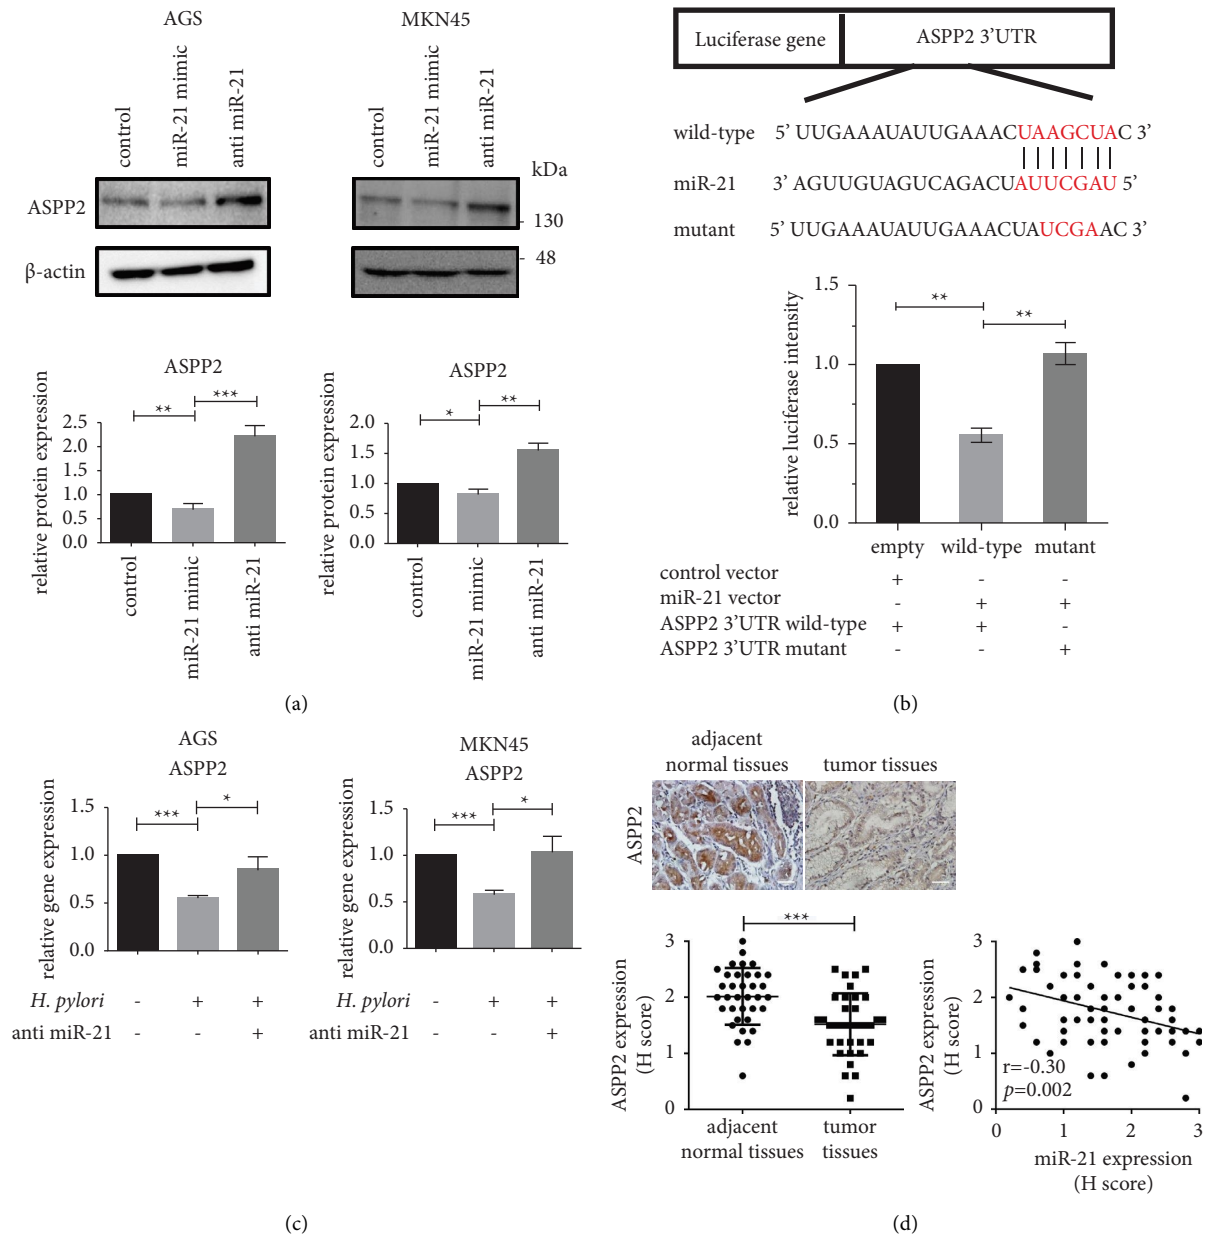 AGS
MKN45
control
miR-21 mimic
anti miR-21
control
miR-21 mimic
anti miR-21
kDa
ASPP2
- 130
β-actin
- 48
ASPP2
relative protein expression
2.5
2.0
1.5
1.0
0.5
0.0
**
***
control
miR-21 mimic
anti miR-21
ASPP2
relative protein expression
2.0
1.5
1.0
0.5
0.0
*
**
control
miR-21 mimic
anti miR-21
(a)
Luciferase gene
ASPP2 3'UTR
wild-type 5' UUGAAAUAUUGAAACUAAGCUAC 3'
miR-21 3' AGUUGUAGUCAGACUAUUCGAU 5'
mutant 5' UUGAAAUAUUGAAACUAUCGAAC 3'
relative luciferase intensity
1.5
1.0
0.5
0.0
**
**
empty wild-type mutant
control vector + - -
miR-21 vector - + +
ASPP2 3'UTR wild-type + + -
ASPP2 3'UTR mutant - - +
(b)
AGS
ASPP2
relative gene expression
1.5
1.0
0.5
0.0
***
*
H. pylori - + +
anti miR-21 - - +
MKN45
ASPP2
relative gene expression
1.5
1.0
0.5
0.0
***
*
H. pylori - + +
anti miR-21 - - +
(c)
adjacent
normal tissues
tumor tissues
ASPP2
***
ASPP2 expression
(H score)
3
2
1
0
adjacent
normal tissues
tumor
tissues
ASPP2 expression
(H score)
3
2
1
0
r=-0.30
p=0.002
0 1 2 3
miR-21 expression
(H score)
(d)